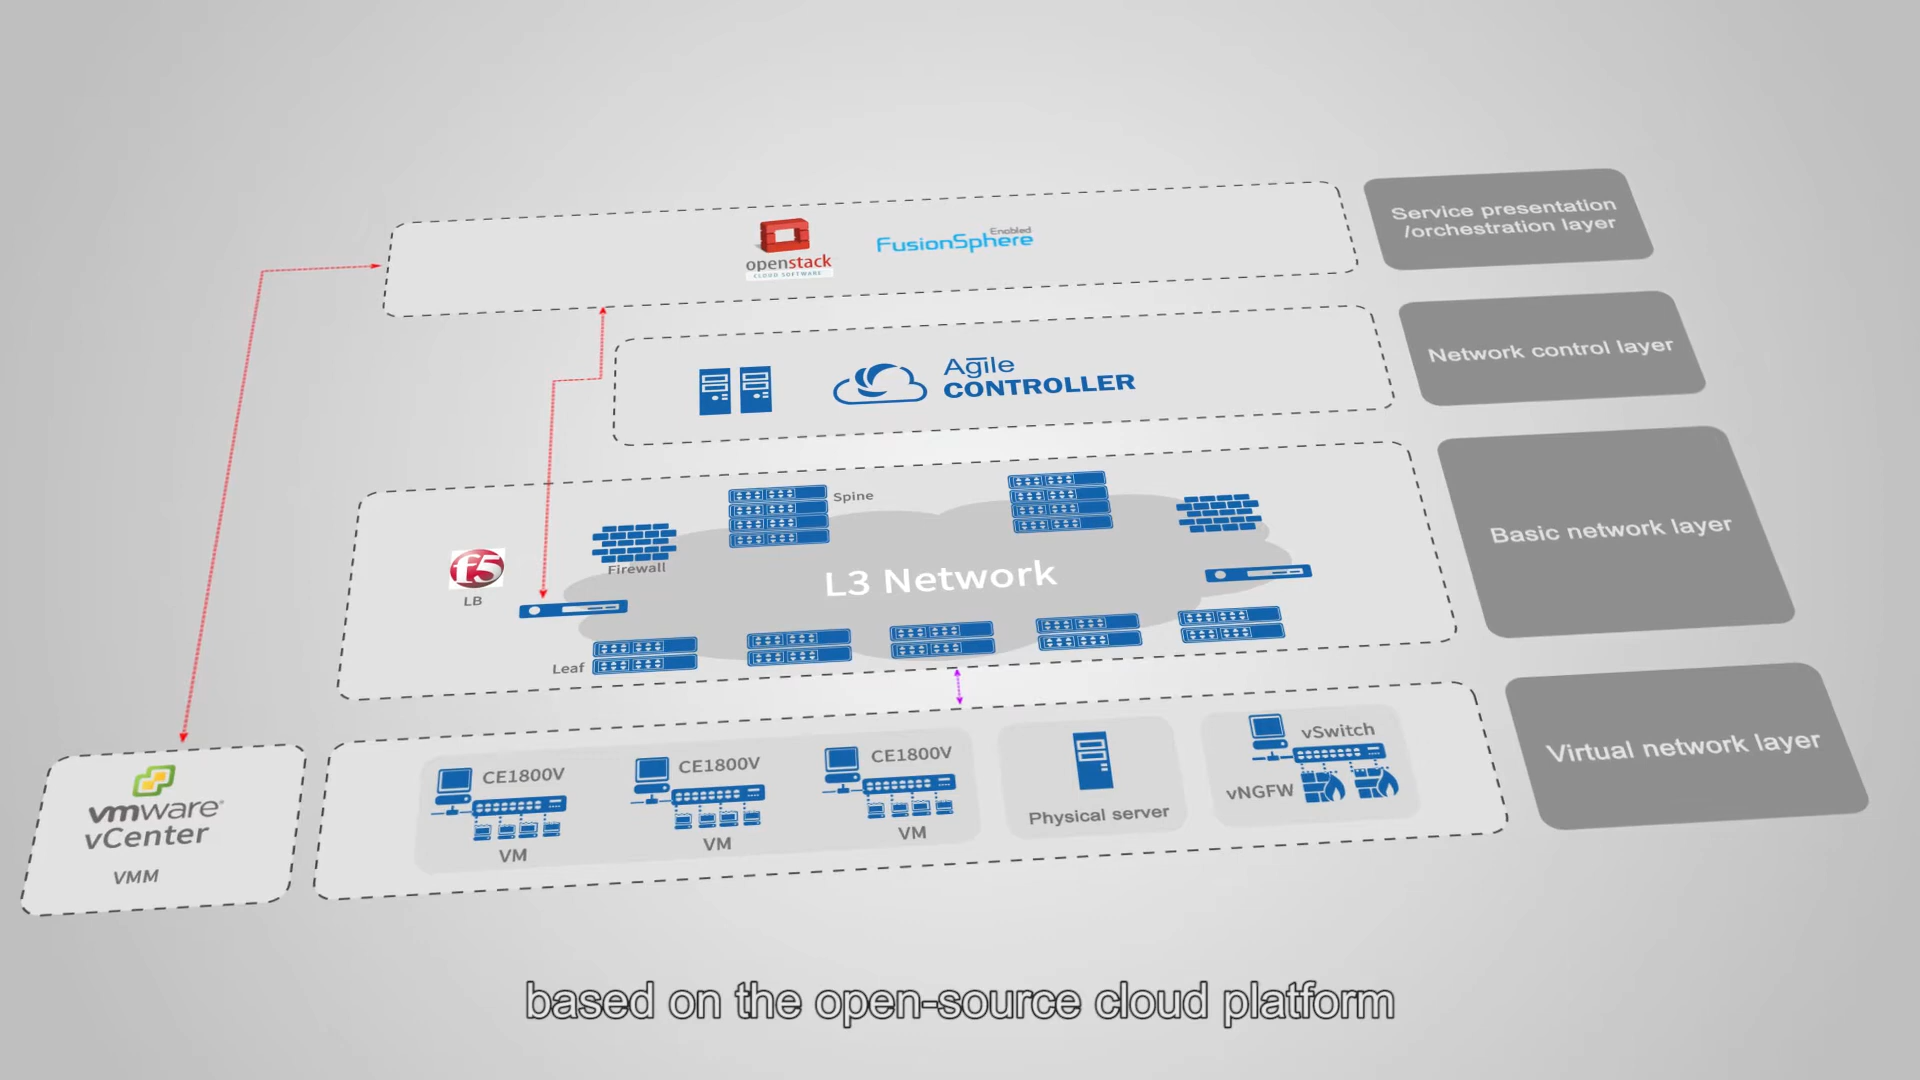 Service presentation
/orchestration layer
openstack
CLOUD SOFTWARE
Enabled
FusionSphere
Network control layer
Agile
CONTROLLER
Basic network layer
Spine
Firewall
f5
LB
L3 Network
Leaf
Virtual network layer
vmware
vCenter
VMM
CE1800V
VM
CE1800V
VM
CE1800V
VM
Physical server
vSwitch
vNGFW
based on the open-source cloud platform